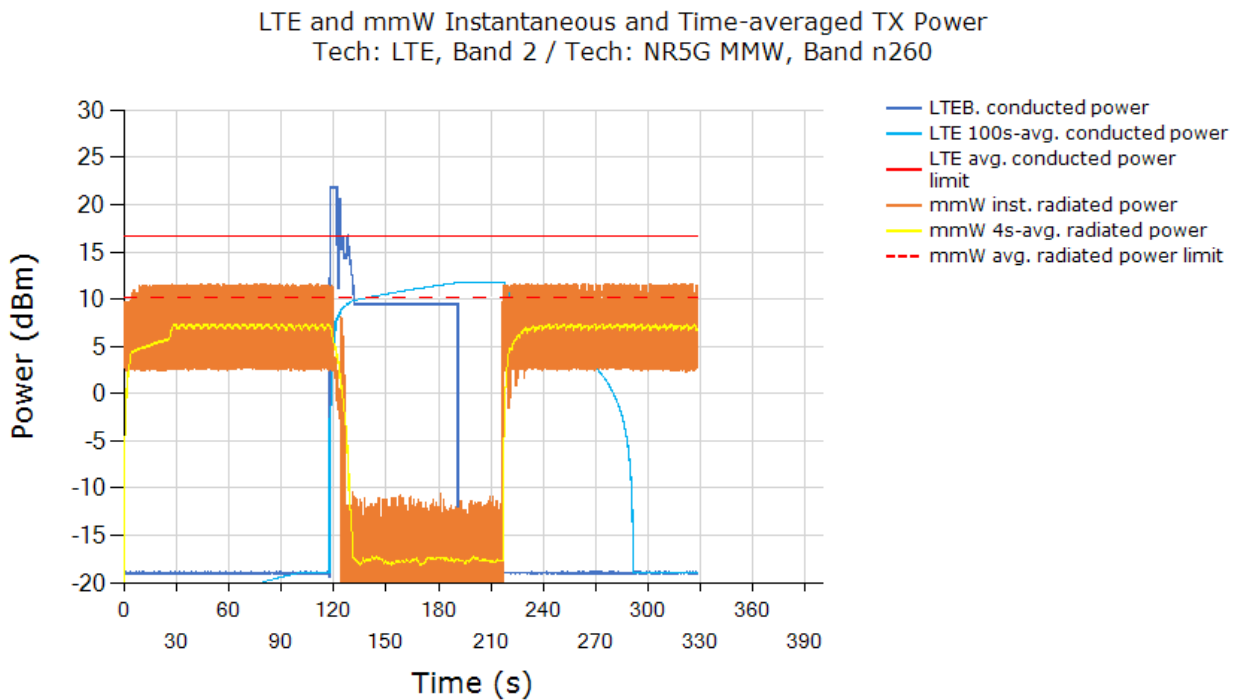 LTE and mmW Instantaneous and Time-averaged TX Power
Tech: LTE, Band 2 / Tech: NR5G MMW, Band n260
30
25
20
15
10
5
0
-5
-10
-15
-20
Power (dBm)
0 60 120 180 240 300 360
30 90 150 210 270 330 390
Time (s)
LTEB. conducted power
LTE 100s-avg. conducted power
LTE avg. conducted power
limit
mmW inst. radiated power
mmW 4s-avg. radiated power
mmW avg. radiated power limit